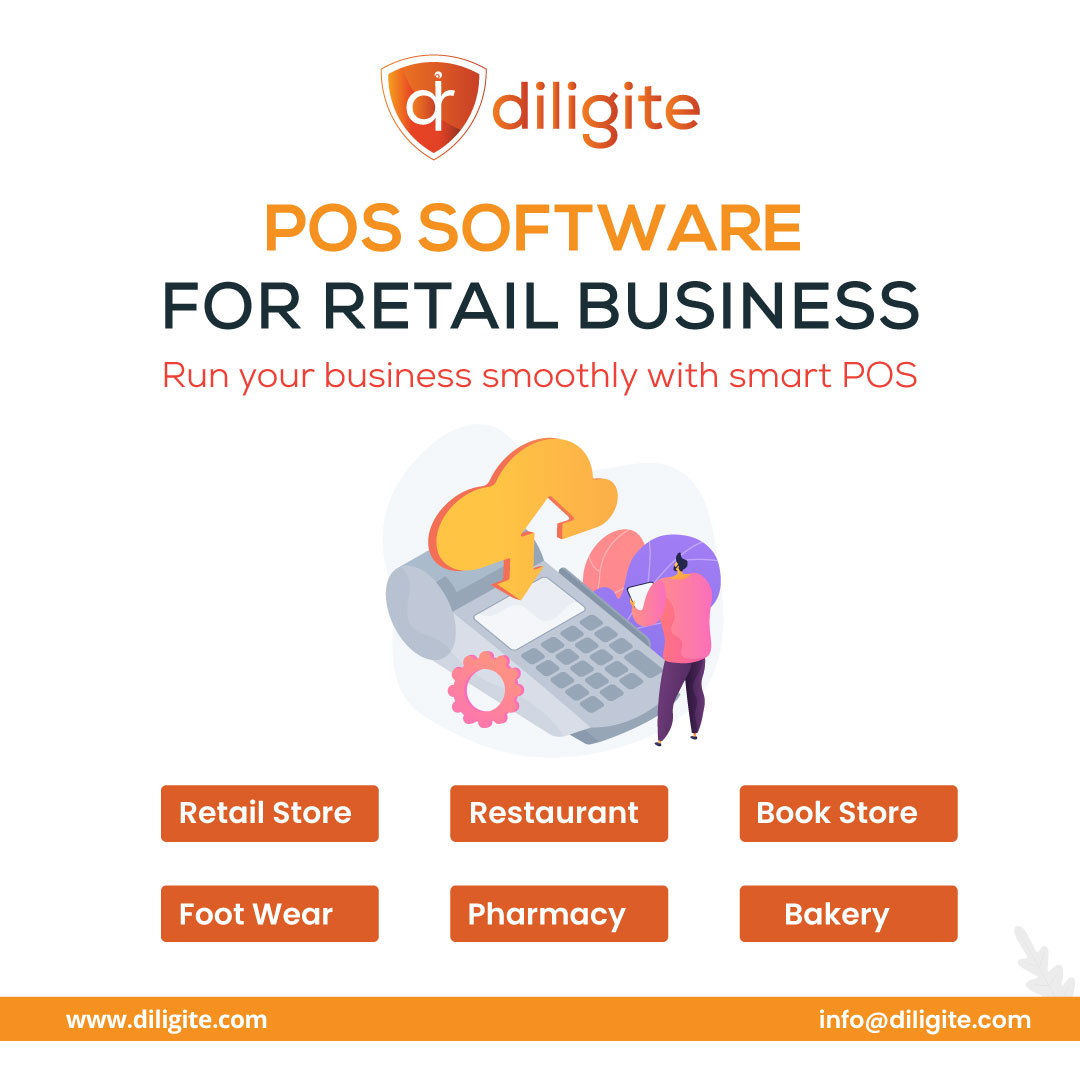 diligite
POS SOFTWARE
FOR RETAIL BUSINESS
Run your business smoothly with smart POS
Retail Store
Restaurant
Book Store
Foot Wear
Pharmacy
Bakery
www.diligite.com
info@diligite.com